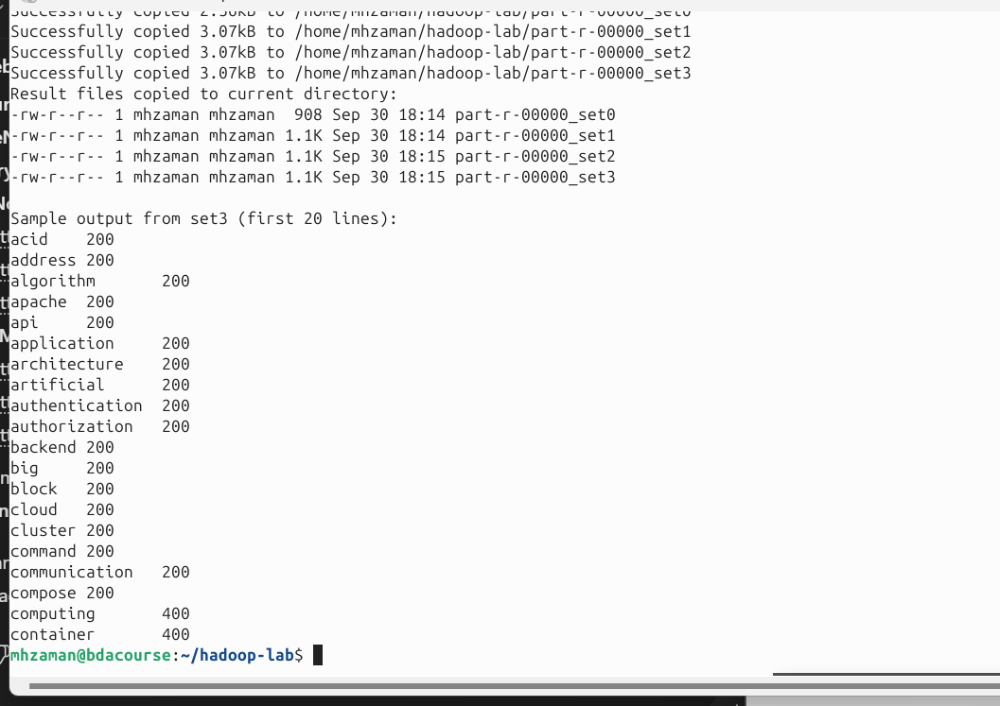 Successfully copied 2.56kB to /home/mhzaman/hadoop-lab/part-r-00000_set0
Successfully copied 3.07kB to /home/mhzaman/hadoop-lab/part-r-00000_set1
Successfully copied 3.07kB to /home/mhzaman/hadoop-lab/part-r-00000_set2
Successfully copied 3.07kB to /home/mhzaman/hadoop-lab/part-r-00000_set3
Result files copied to current directory:
-rw-r--r-- 1 mhzaman mhzaman  908 Sep 30 18:14 part-r-00000_set0
-rw-r--r-- 1 mhzaman mhzaman 1.1K Sep 30 18:14 part-r-00000_set1
-rw-r--r-- 1 mhzaman mhzaman 1.1K Sep 30 18:15 part-r-00000_set2
-rw-r--r-- 1 mhzaman mhzaman 1.1K Sep 30 18:15 part-r-00000_set3
Sample output from set3 (first 20 lines):
acid    200
address 200
algorithm       200
apache  200
api     200
application     200
architecture    200
artificial      200
authentication  200
authorization   200
backend 200
big     200
block   200
cloud   200
cluster 200
command 200
communication   200
compose 200
computing       400
container       400
mhzaman@bdacourse:~/hadoop-lab$